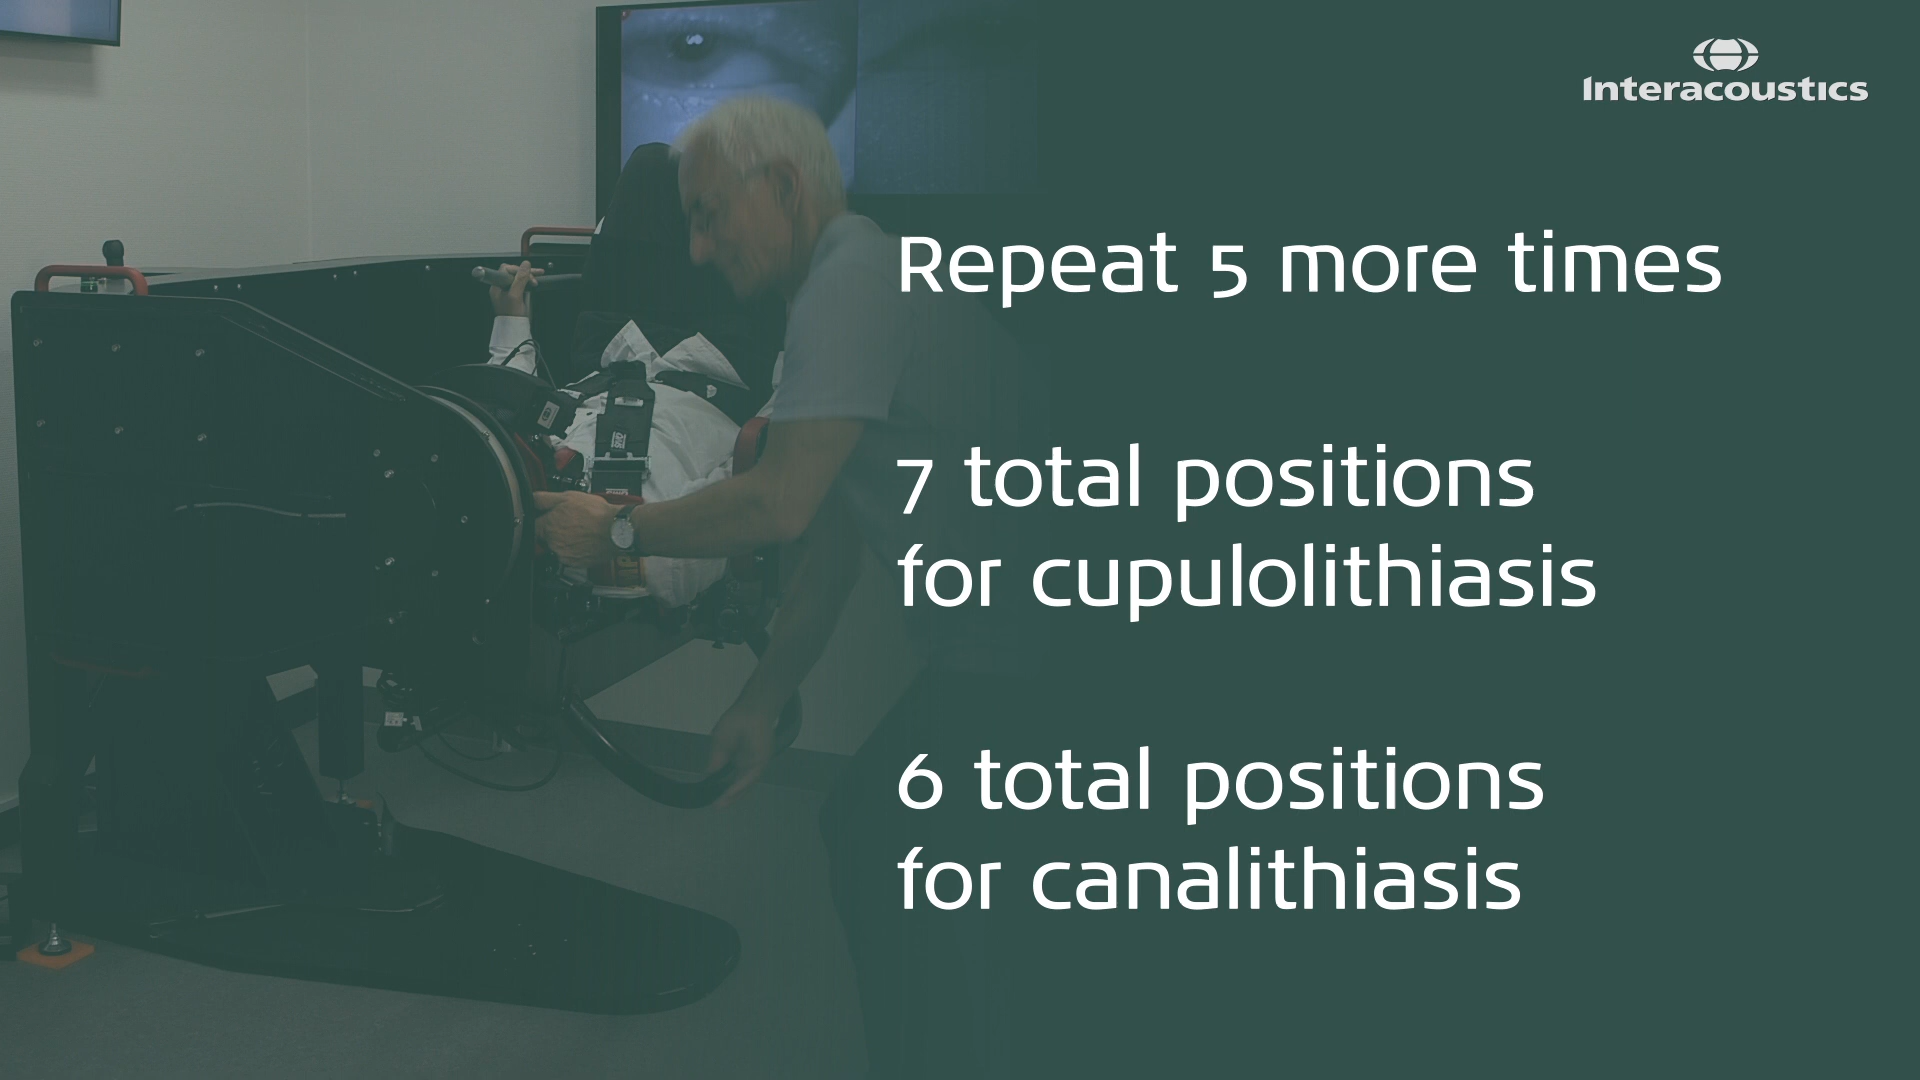 Interacoustics
Repeat 5 more times
7 total positions
for cupulolithiasis
6 total positions
for canalithiasis